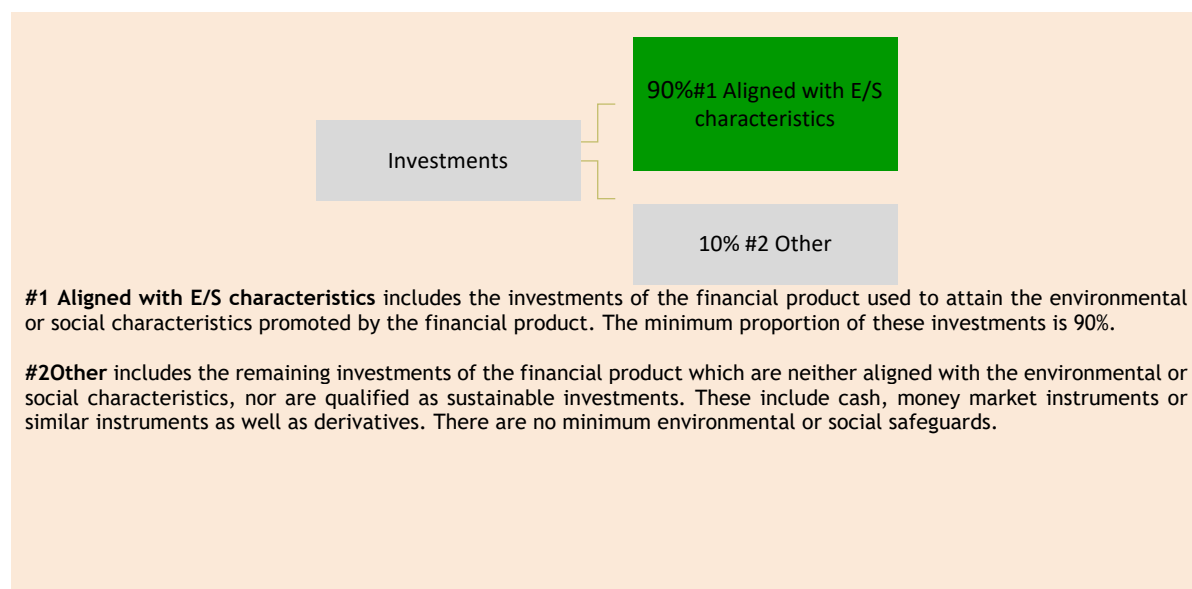 90%#1 Aligned with E/S
characteristics
Investments
10% #2 Other
#1 Aligned with E/S characteristics includes the investments of the financial product used to attain the environmental
or social characteristics promoted by the financial product. The minimum proportion of these investments is 90%.
#2Other includes the remaining investments of the financial product which are neither aligned with the environmental or
social characteristics, nor are qualified as sustainable investments. These include cash, money market instruments or
similar instruments as well as derivatives. There are no minimum environmental or social safeguards.